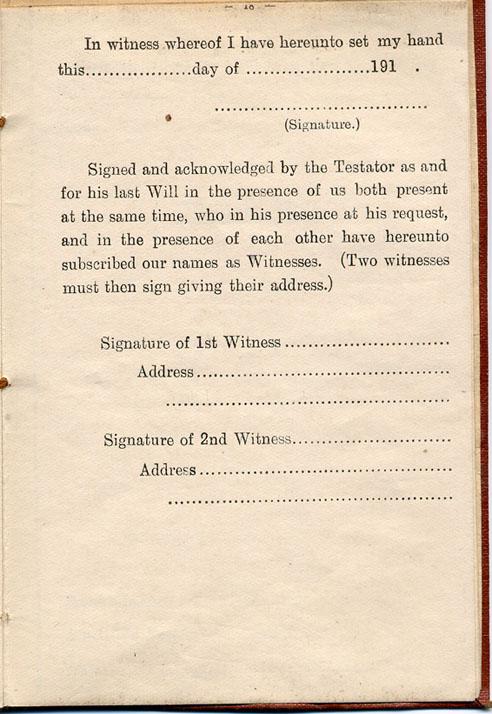 In witness whereof I have hereunto set my hand
this..................day of .....................191 .
....................................
(Signature.)
Signed and acknowledged by the Testator as and
for his last Will in the presence of us both present
at the same time, who in his presence at his request,
and in the presence of each other have hereunto
subscribed our names as Witnesses. (Two witnesses
must then sign giving their address.)
Signature of 1st Witness ............................
Address............................................
................................................
Signature of 2nd Witness...........................
Address...........................................
................................................